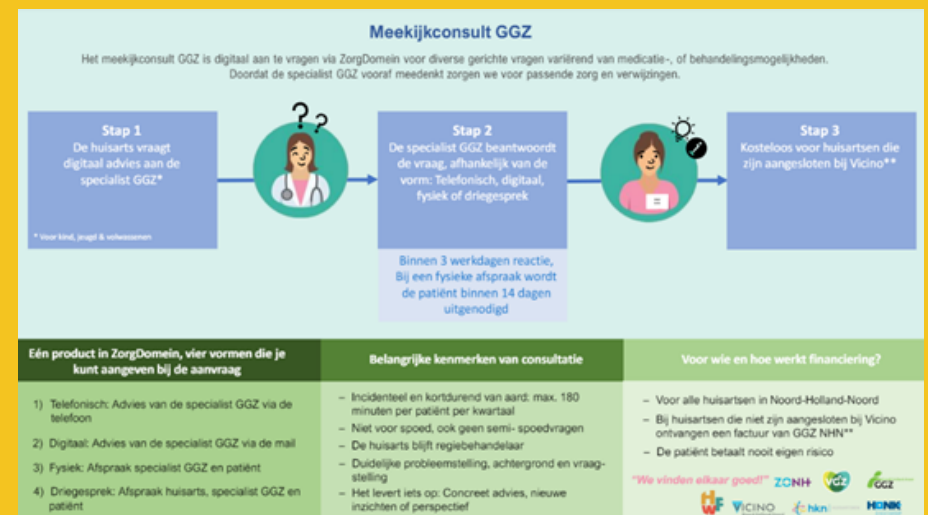 Meekijkconsult GGZ
Het meekijkconsult GGZ is digitaal aan te vragen via ZorgDomein voor diverse gerichte vragen variërend van medicatie-, of behandelingsmogelijkheden.
Doordat de specialist GGZ vooraf meedenkt zorgen we voor passende zorg en verwijzingen.
Stap 1
De huisarts vraagt
digitaal advies aan de
specialist GGZ*
* Voor kind, jeugd & volwassenen
? ?
Stap 2
De specialist GGZ beantwoordt
de vraag, afhankelijk van de
vorm: Telefonisch, digitaal,
fysiek of driegesprek
Binnen 3 werkdagen reactie,
Bij een fysieke afspraak wordt
de patiënt binnen 14 dagen
uitgenodigd
Stap 3
Kosteloos voor huisartsen die
zijn aangesloten bij Vicino**
Eén product in ZorgDomein, vier vormen die je
kunt aangeven bij de aanvraag
1) Telefonisch: Advies van de specialist GGZ via de
telefoon
2) Digitaal: Advies van de specialist GGZ via de mail
3) Fysiek: Afspraak specialist GGZ en patiënt
4) Driegesprek: Afspraak huisarts, specialist GGZ en
patiënt
Belangrijke kenmerken van consultatie
– Incidenteel en kortdurend van aard: max. 180
minuten per patiënt per kwartaal
– Niet voor spoed, ook geen semi- spoedvragen
– De huisarts blijft regiebehandelaar
– Duidelijke probleemstelling, achtergrond en vraag-
stelling
– Het levert iets op: Concreet advies, nieuwe
inzichten of perspectief
Voor wie en hoe werkt financiering?
– Voor alle huisartsen in Noord-Holland-Noord
– Bij huisartsen die niet zijn aangesloten bij Vicino
ontvangen een factuur van GGZ NHN**
– De patiënt betaalt nooit eigen risico
"We vinden elkaar goed!" ZONH VGZ GGZ
HWF VICINO hkn HONK